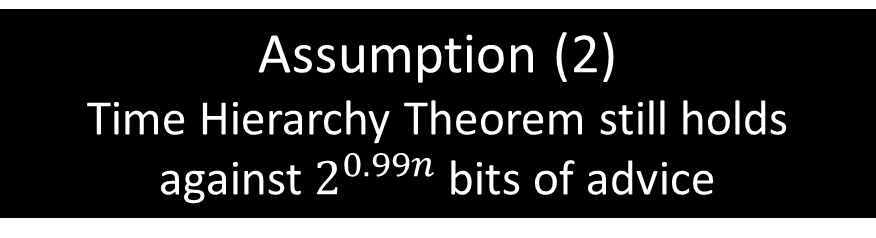 Assumption (2)
Time Hierarchy Theorem still holds
against $2^{0.99n}$ bits of advice